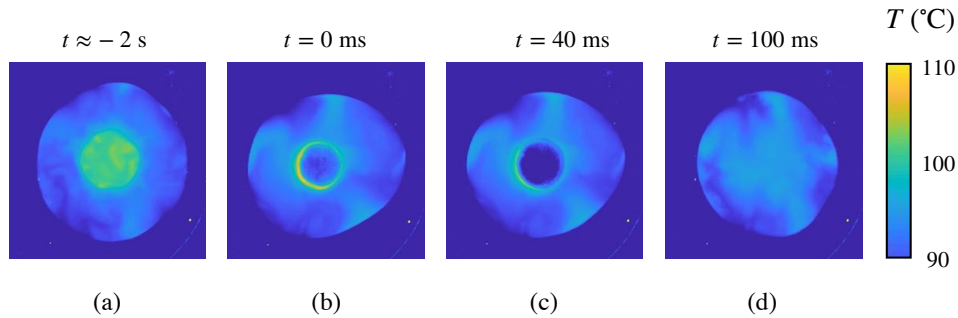 T (℃)
t ≈ − 2 s
t = 0 ms
t = 40 ms
t = 100 ms
110
100
90
(a)
(b)
(c)
(d)